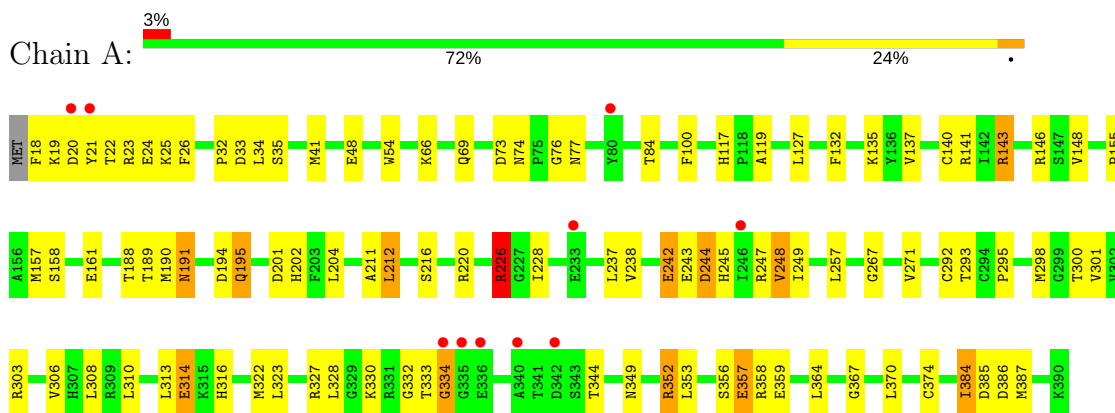 3%
Chain A:
72% 24% •
MET F18 K19 D20 Y21 T22 R23 E24 K25 F26 P32 D33 L34 S35 M41 E48 W54 K66 Q69 D73 N74 P75 G76 N77 Y80 T84 F100 H117 P118 A119 L127 F132 K135 Y136 V137 C140 R141 I142 R143 R146 S147 V148
A156 M157 S158 E161 T188 T189 M190 N191 D194 Q195 D201 H202 F203 L204 A211 L212 S216 R220 R226 G227 I228 E233 L237 V238 E242 E243 D244 H245 I246 R247 V248 I249 L257 G267 V271 C292 T293 C294 P295 M298 G299 T300 V301
R303 V306 H307 L308 R309 L310 L313 E314 K315 H316 M322 L323 R327 L328 G329 K330 R331 G332 T333 G334 G335 E336 A340 T341 D342 S343 T344 N349 R352 L353 S356 E357 R358 E359 L364 G367 L370 C374 I384 D385 D386 M387 K390